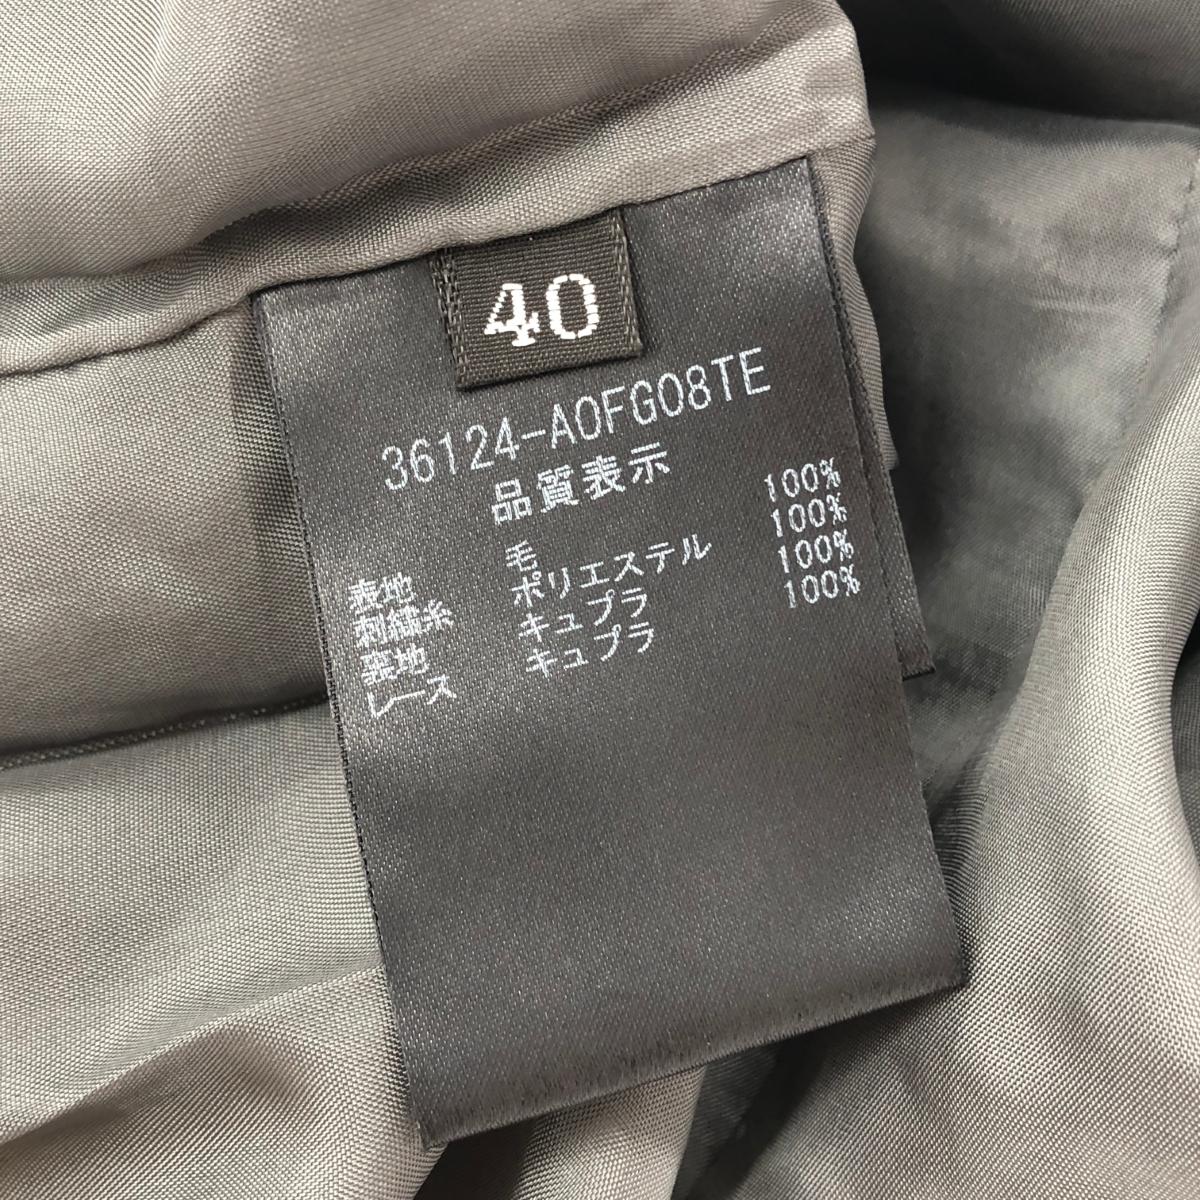 40
36124-A0FG08TE
品質表示
表地 毛 100%
刺繍糸 ポリエステル 100%
裏地 キュプラ 100%
レース キュプラ 100%